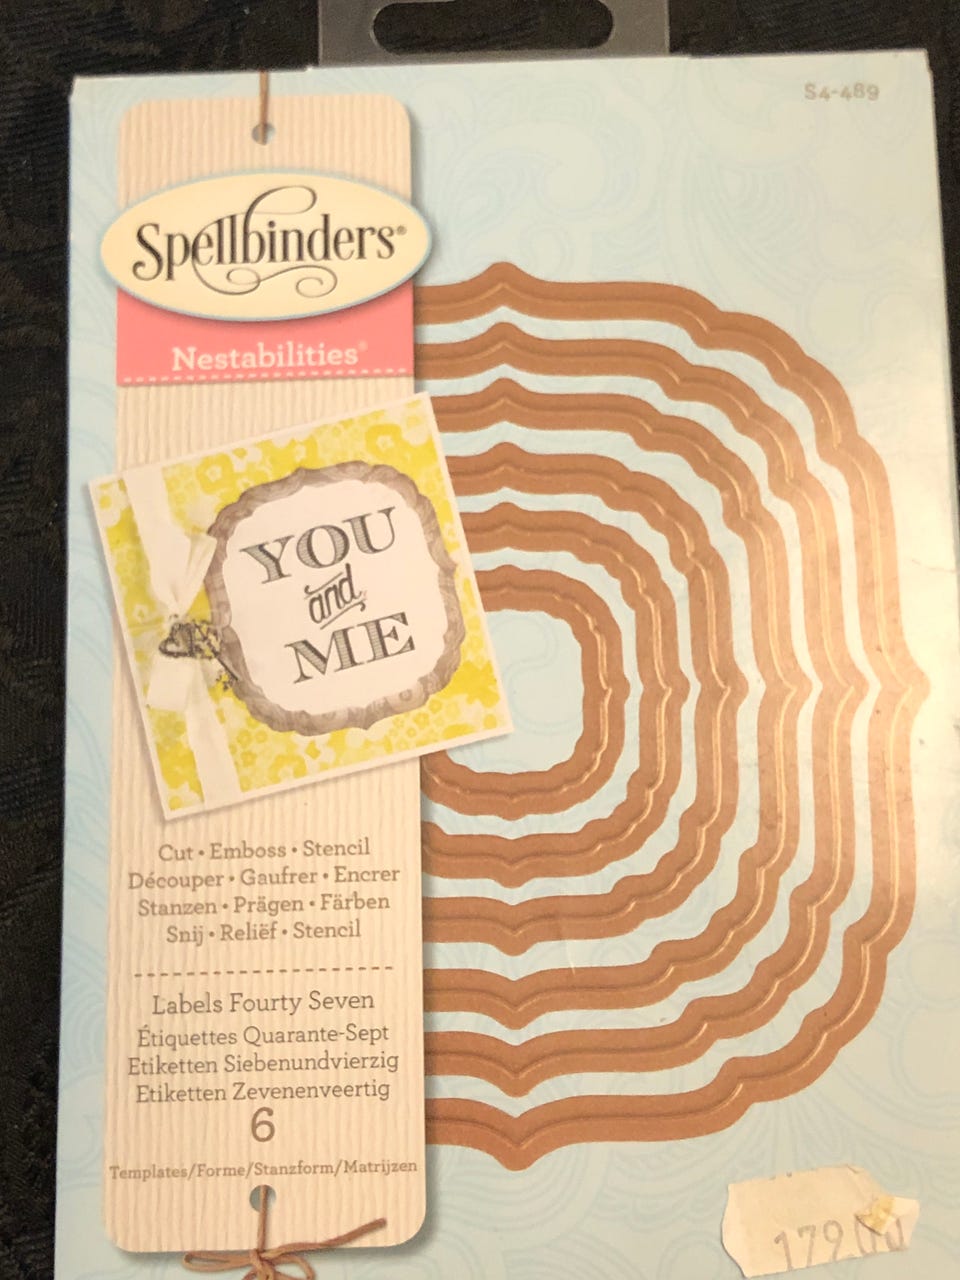 S4-489
Spellbinders®
Nestabilities®
YOU
and
ME
Cut • Emboss • Stencil
Découper • Gaufrer • Encrer
Stanzen • Prägen • Färben
Snij • Reliëf • Stencil
Labels Fourty Seven
Étiquettes Quarante-Sept
Etiketten Siebenundvierzig
Etiketten Zevenenveertig
6
Templates/Forme/Stanzform/Matrijzen